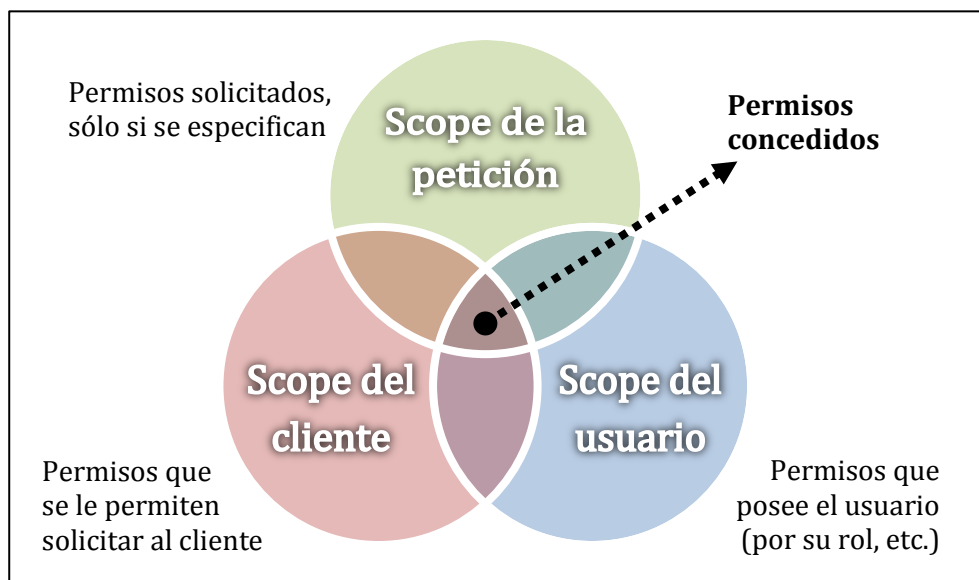 Permisos solicitados,
sólo si se especifican
Scope de la
petición
Permisos
concedidos
Scope del
cliente
Scope del
usuario
Permisos que
se le permiten
solicitar al cliente
Permisos que
posee el usuario
(por su rol, etc.)